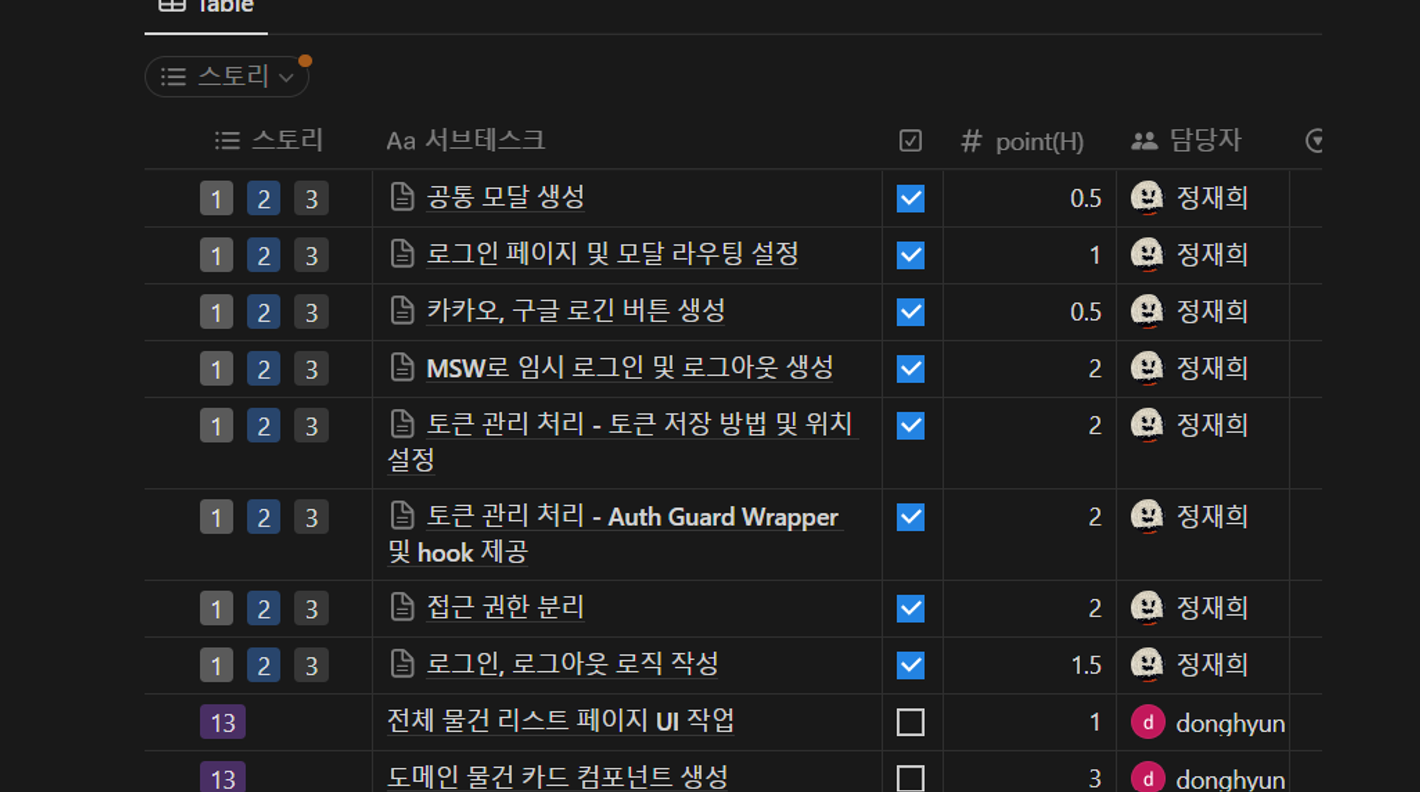 Table
스토리
스토리 Aa 서브테스크 # point(H) 담당자
1 2 3 공통 모달 생성 0.5 정재희
1 2 3 로그인 페이지 및 모달 라우팅 설정 1 정재희
1 2 3 카카오, 구글 로긴 버튼 생성 0.5 정재희
1 2 3 MSW로 임시 로그인 및 로그아웃 생성 2 정재희
1 2 3 토큰 관리 처리 - 토큰 저장 방법 및 위치 2 정재희
설정
1 2 3 토큰 관리 처리 - Auth Guard Wrapper 2 정재희
및 hook 제공
1 2 3 접근 권한 분리 2 정재희
1 2 3 로그인, 로그아웃 로직 작성 1.5 정재희
13 전체 물건 리스트 페이지 UI 작업 1 d donghyun
13 도메인 물건 카드 컴포넌트 생성 3 d donghyun